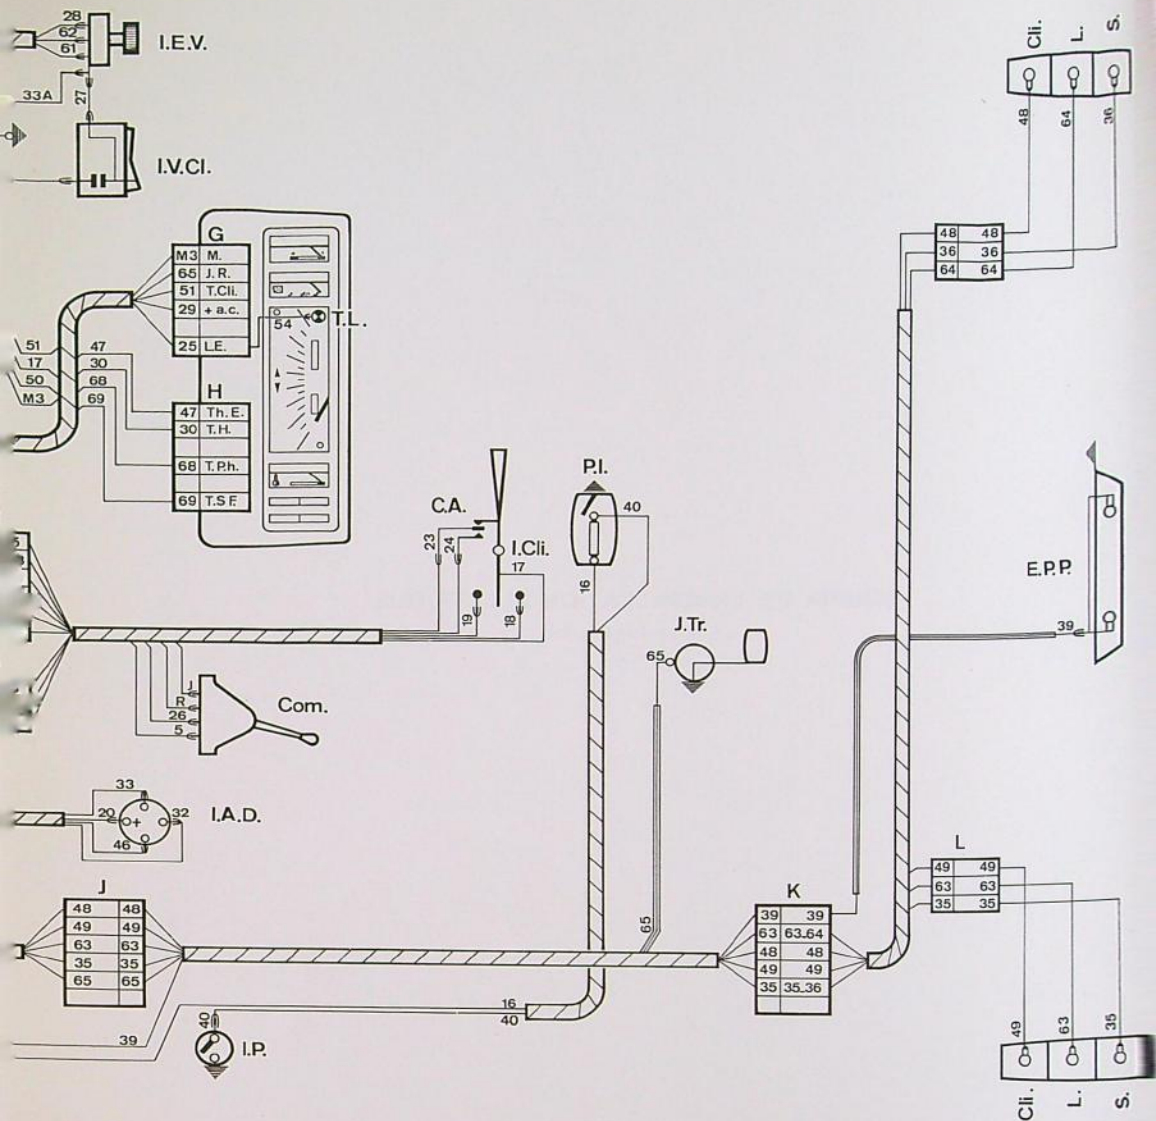 28
62
61
I.E.V.
33A
27
I.V.Cl.
Cli.
L.
S.
48
64
36
G
M3 M.
65 J.R.
51 T.Cli.
29 + a.c.
25 L.E.
54
T.L.
51
17
50
M3
47
30
68
69
H
47 Th.E.
30 T.H.
68 T.P.h.
69 T.S.F.
48 48
36 36
64 64
C.A.
23
24
I.Cli.
17
19
18
P.I.
40
16
E.P.P.
39
J.Tr.
65
J
R
26
5
Com.
33
20
+
32
46
I.A.D.
J
48 48
49 49
63 63
35 35
65 65
65
K
39 39
63 63.64
48 48
49 49
35 35.36
L
49 49
63 63
35 35
39
40
16
40
I.P.
49
63
35
Cli.
L.
S.